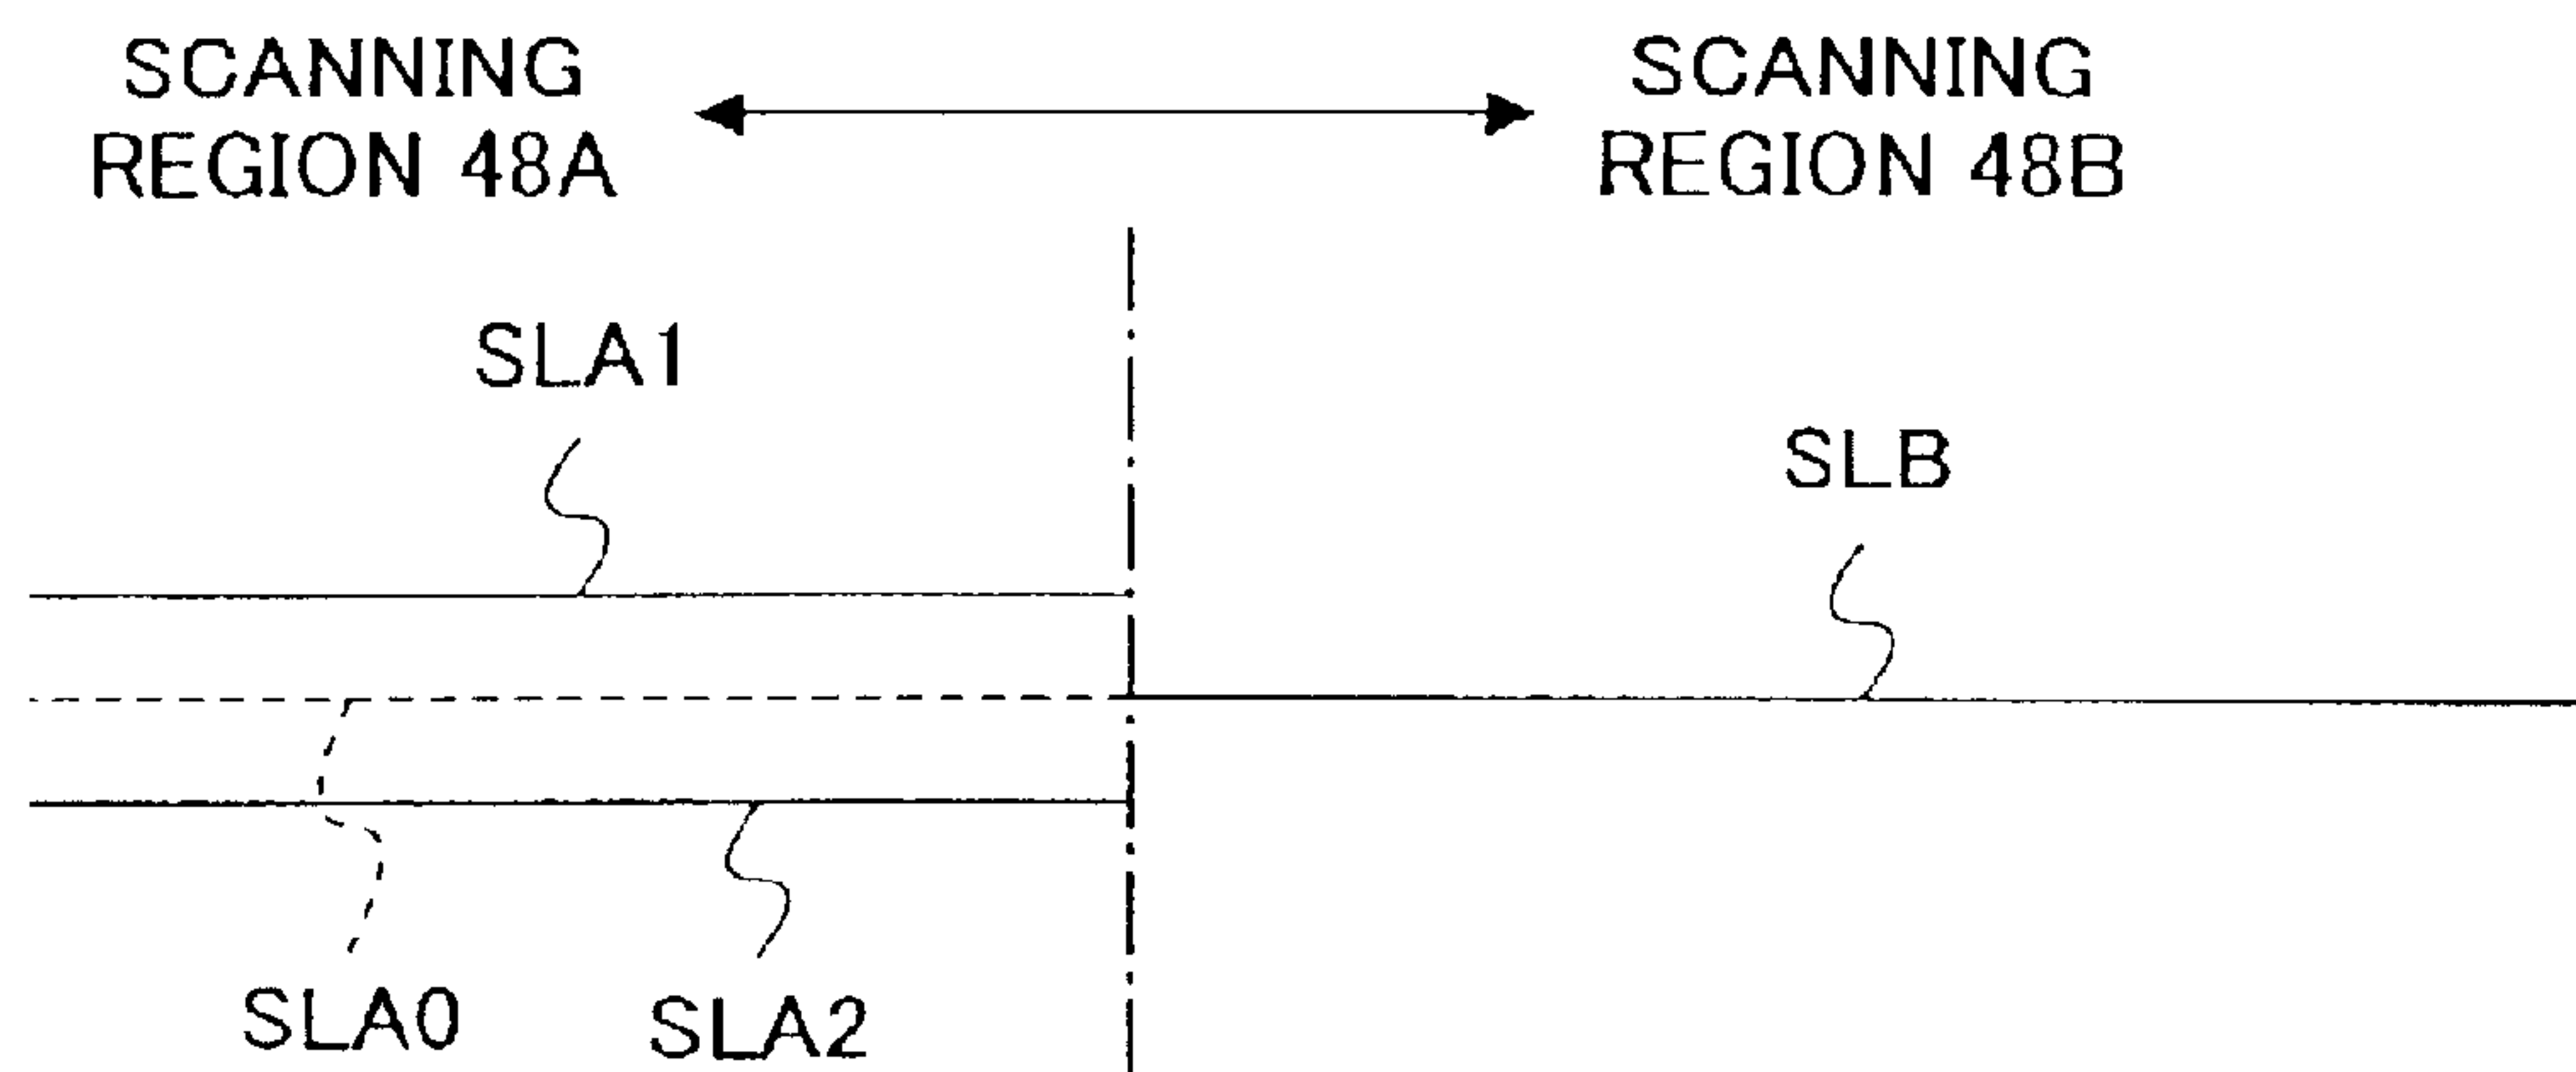 SCANNING
REGION 48A
SCANNING
REGION 48B
SLA1
SLB
SLA0
SLA2